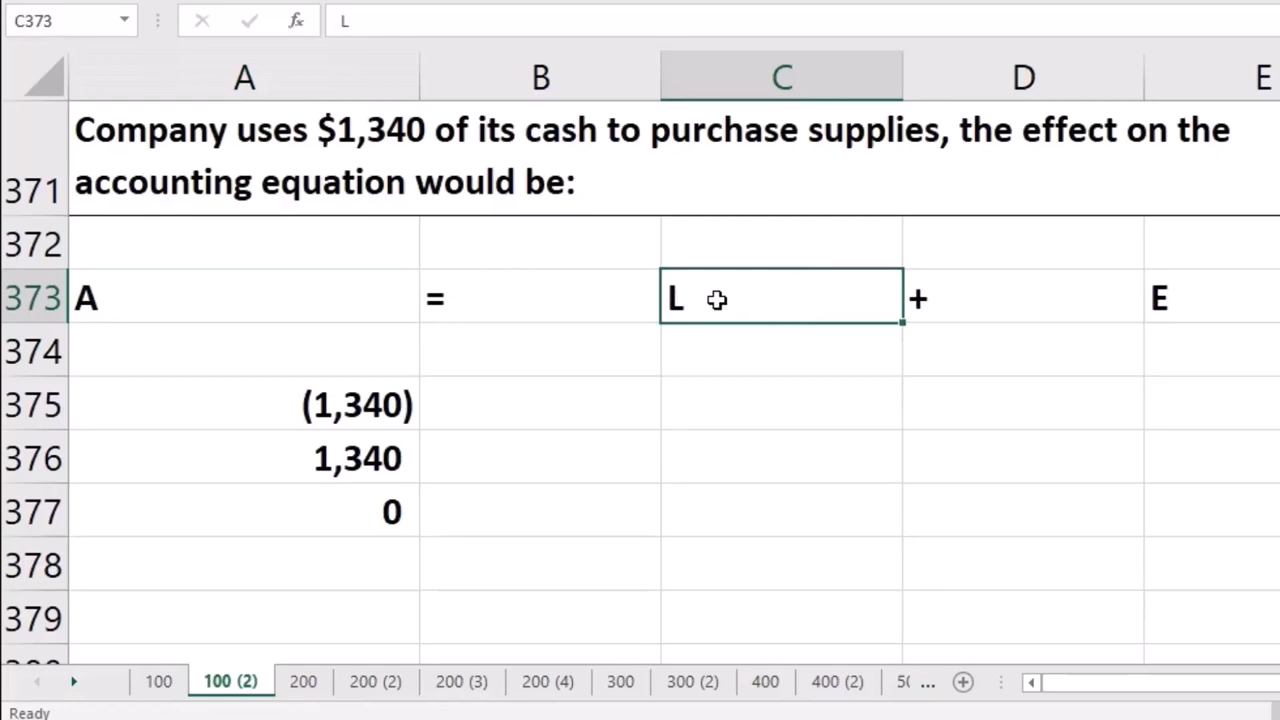 C373 fx L
A B C D E
371 Company uses $1,340 of its cash to purchase supplies, the effect on the
accounting equation would be:
372
373 A = L + E
374
375 (1,340)
376 1,340
377 0
378
379
100 100 (2) 200 200 (2) 200 (3) 200 (4) 300 300 (2) 400 400 (2) ...
Ready